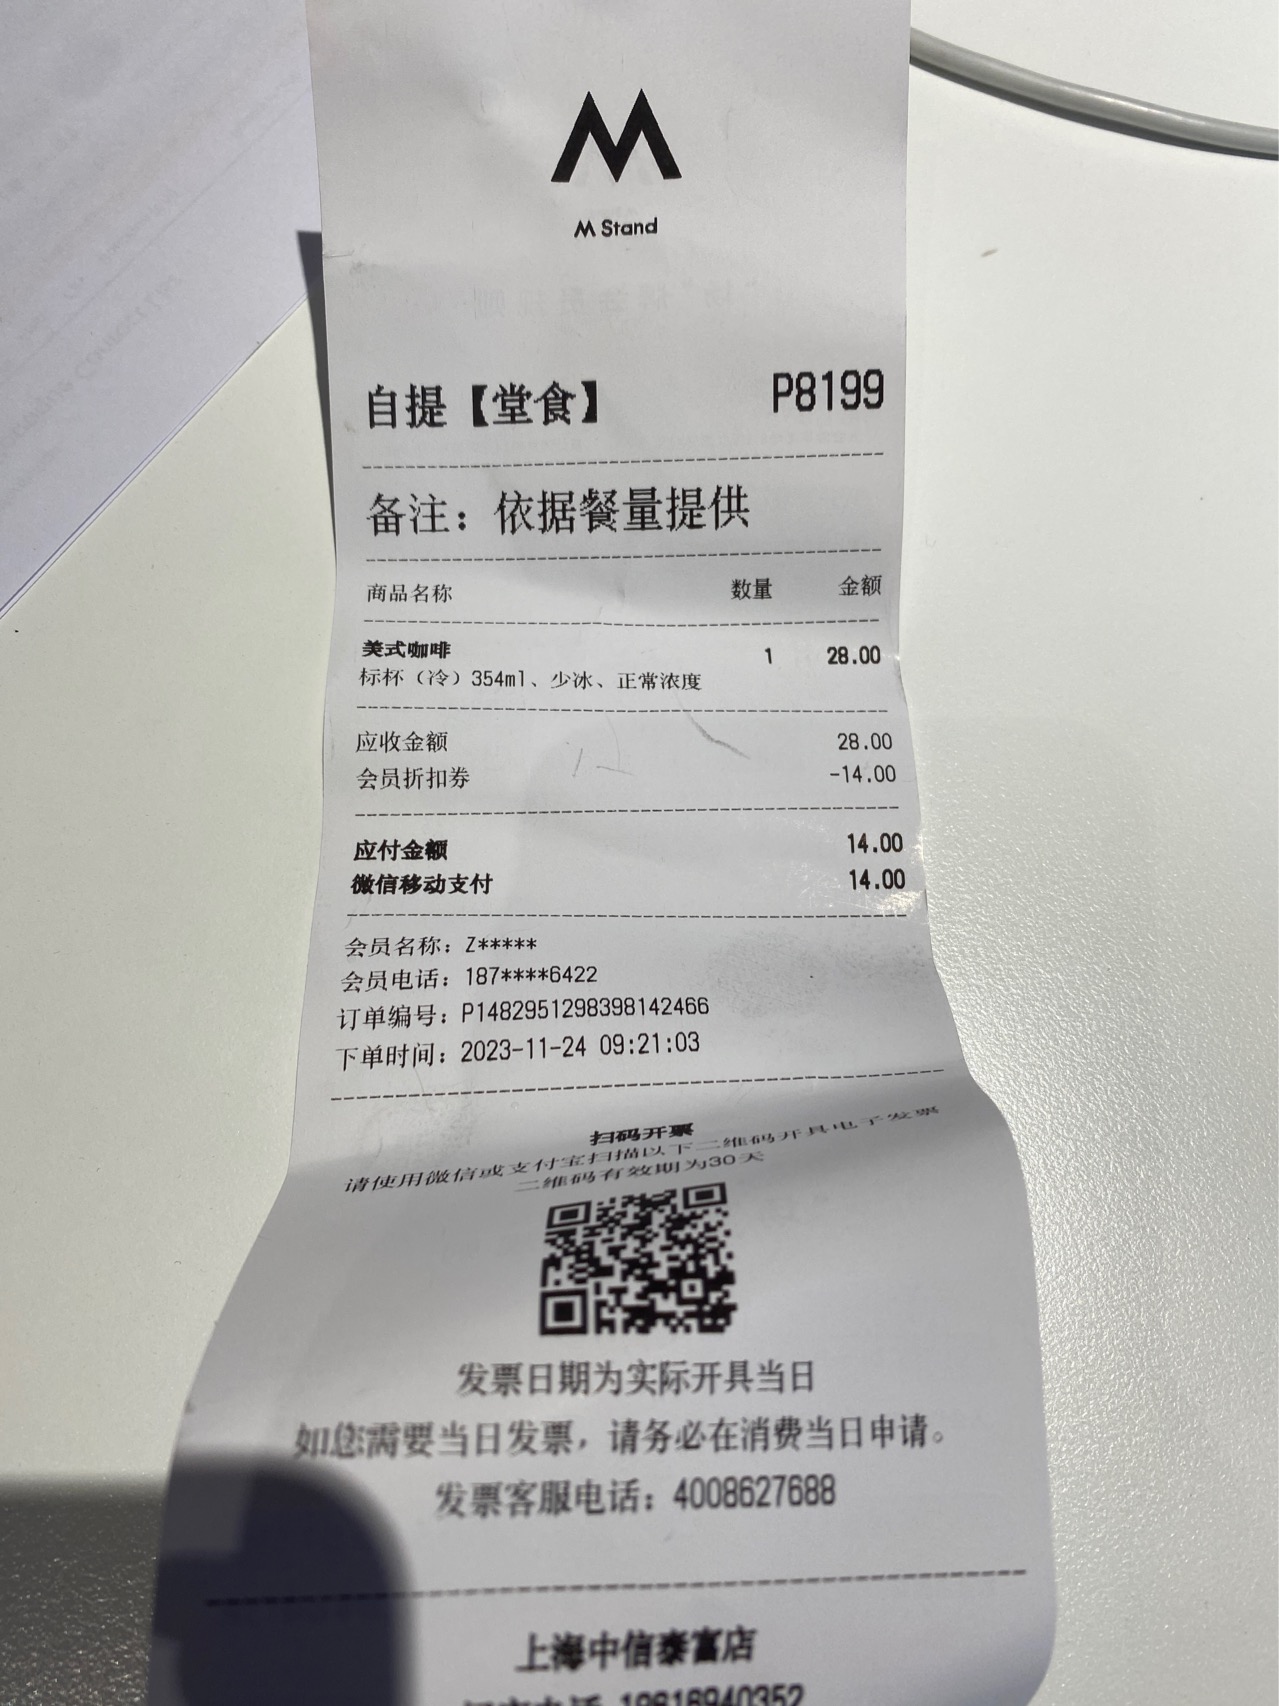 M
M Stand
自提【堂食】 P8199
备注：依据餐量提供
商品名称 数量 金额
美式咖啡 1 28.00
标杯（冷）354ml、少冰、正常浓度
应收金额 28.00
会员折扣券 -14.00
应付金额 14.00
微信移动支付 14.00
会员名称：Z*****
会员电话：187****6422
订单编号：P1482951298398142466
下单时间：2023-11-24 09:21:03
扫码开票
请使用微信或支付宝扫描以下二维码开具电子发票
二维码有效期为30天
发票日期为实际开具当日
如您需要当日发票，请务必在消费当日申请。
发票客服电话：4008627688
上海中信泰富店